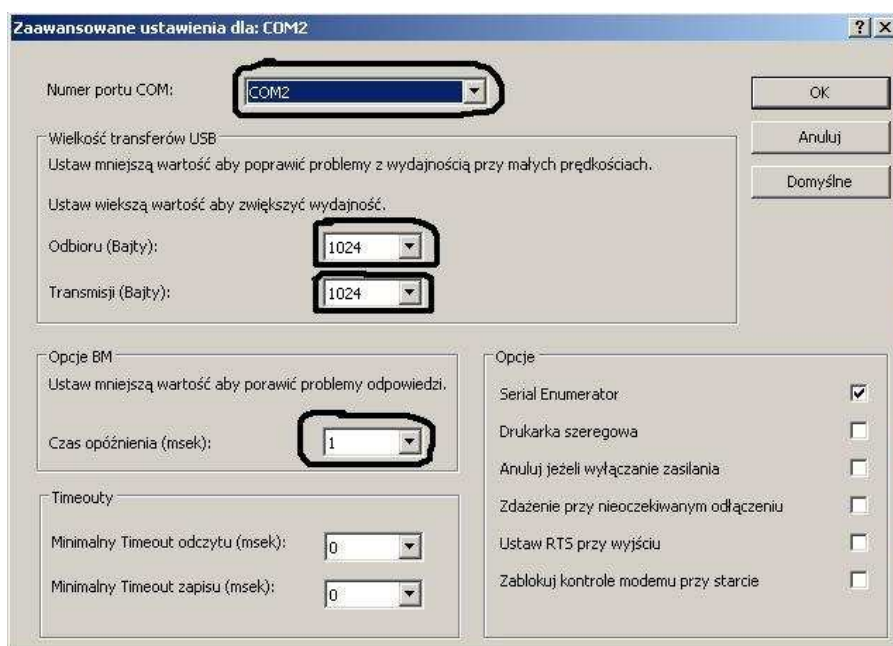 Zaawansowane ustawienia dla: COM2
Numer portu COM:
COM2
OK
Anuluj
Domyślne
Wielkość transferów USB
Ustaw mniejszą wartość aby poprawić problemy z wydajnością przy małych prędkościach.
Ustaw wiekszą wartość aby zwiększyć wydajność.
Odbioru (Bajty):
1024
Transmisji (Bajty):
1024
Opcje BM
Ustaw mniejszą wartość aby porawić problemy odpowiedzi.
Czas opóźnienia (msek):
1
Timeouty
Minimalny Timeout odczytu (msek):
0
Minimalny Timeout zapisu (msek):
0
Opcje
Serial Enumerator
Drukarka szeregowa
Anuluj jeżeli wyłączanie zasilania
Zdażenie przy nieoczekiwanym odłączeniu
Ustaw RTS przy wyjściu
Zablokuj kontrole modemu przy starcie